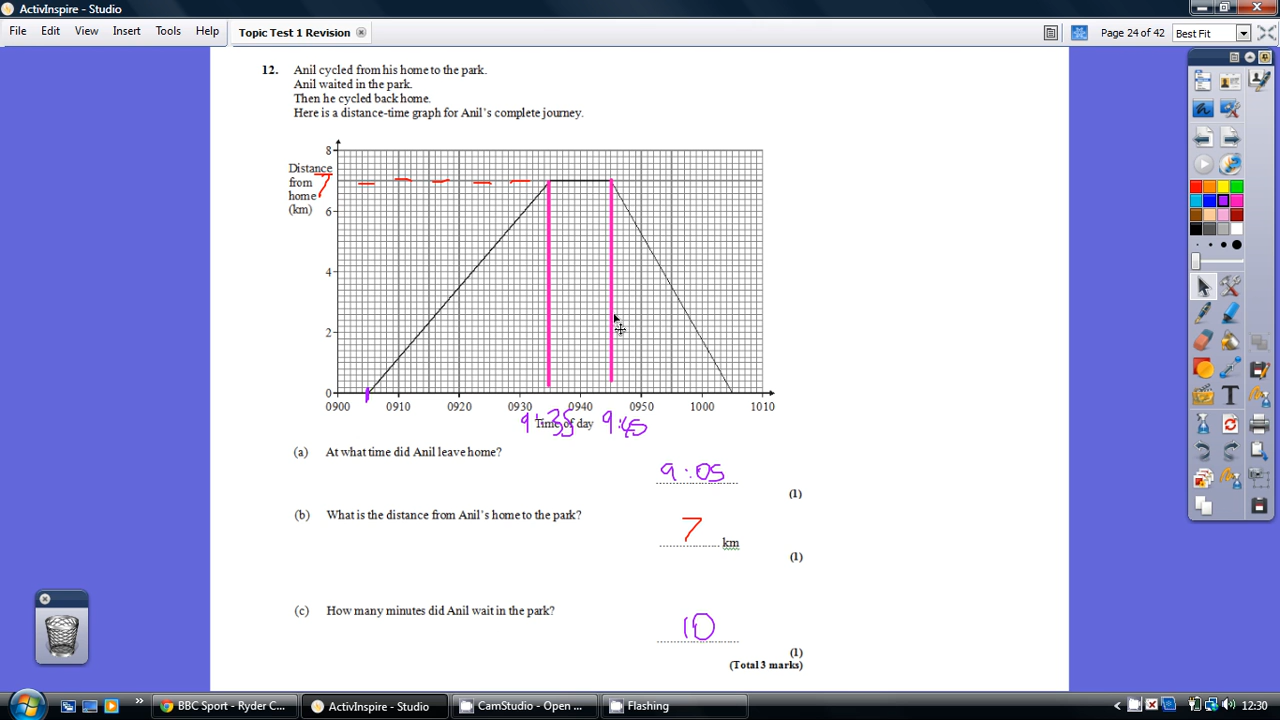 ActivInspire - Studio
File Edit View Insert Tools Help Topic Test 1 Revision Page 24 of 42 Best Fit
12. Anil cycled from his home to the park.
Anil waited in the park.
Then he cycled back home.
Here is a distance-time graph for Anil's complete journey.
Distance
from
home
(km)
8
7
6
4
2
0
0900 0910 0920 0930 0940 0950 1000 1010
9:35 Time of day 9:45
(a) At what time did Anil leave home?
9:05
(1)
(b) What is the distance from Anil's home to the park?
7 km
(1)
(c) How many minutes did Anil wait in the park?
10
(1)
(Total 3 marks)
BBC Sport - Ryder C... ActivInspire - Studio CamStudio - Open ... Flashing 12:30